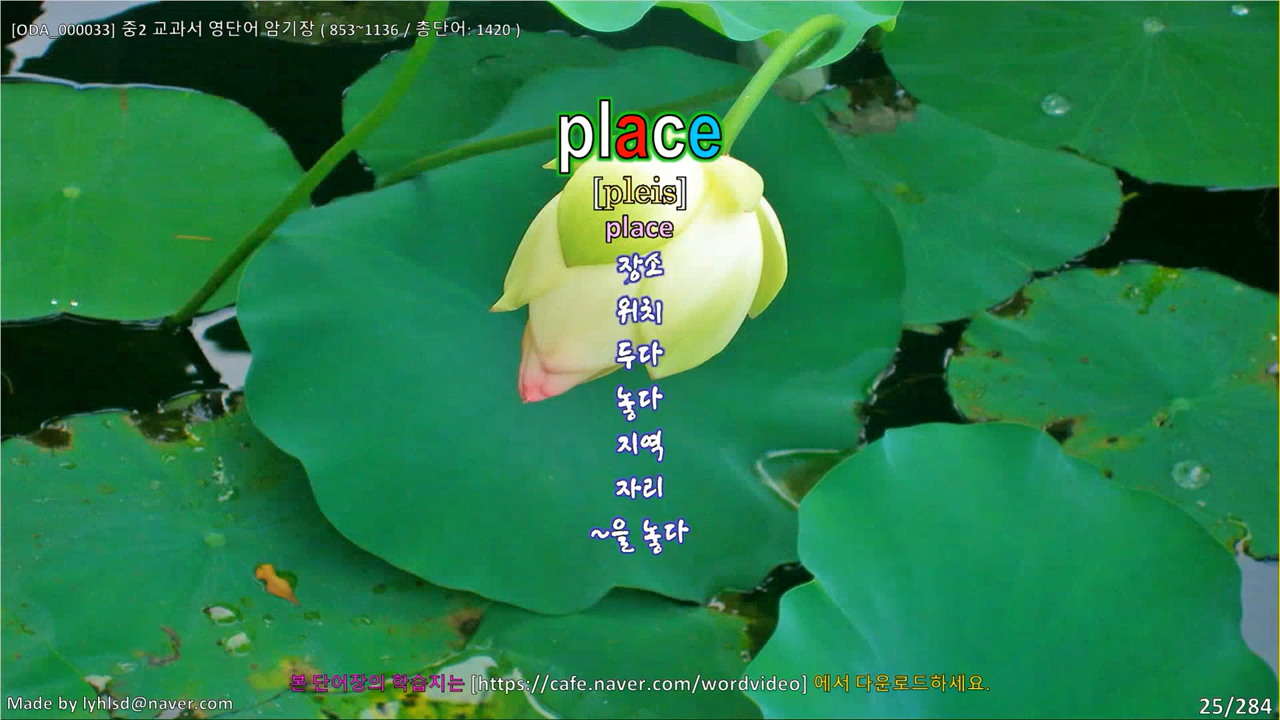 [ODA_000033] 중2 교과서 영단어 암기장 ( 853~1136 / 총단어: 1420 )
place
[pleis]
place
장소
위치
두다
놓다
지역
자리
~을 놓다
본 단어장의 학습지는 [https://cafe.naver.com/wordvideo] 에서 다운로드하세요.
Made by lyhlsd@naver.com
25/284